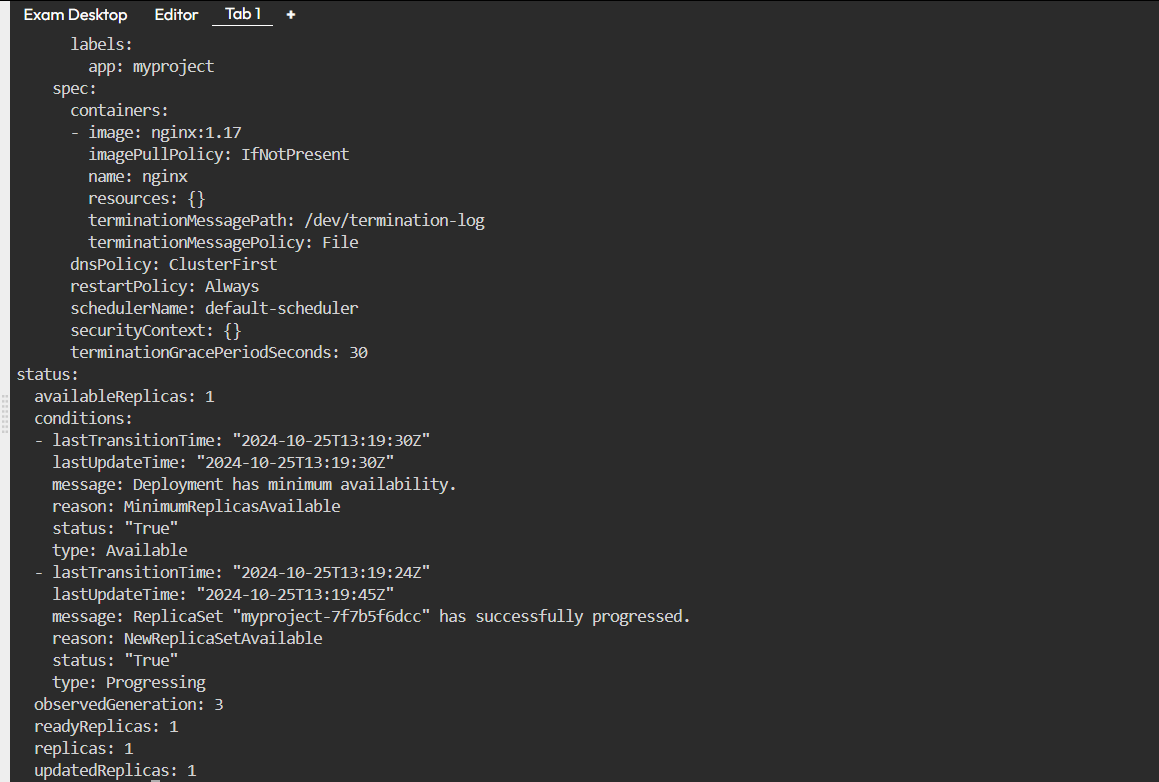 Exam Desktop Editor Tab 1 +
labels:
app: myproject
spec:
containers:
- image: nginx:1.17
imagePullPolicy: IfNotPresent
name: nginx
resources: {}
terminationMessagePath: /dev/termination-log
terminationMessagePolicy: File
dnsPolicy: ClusterFirst
restartPolicy: Always
schedulerName: default-scheduler
securityContext: {}
terminationGracePeriodSeconds: 30
status:
availableReplicas: 1
conditions:
- lastTransitionTime: "2024-10-25T13:19:30Z"
lastUpdateTime: "2024-10-25T13:19:30Z"
message: Deployment has minimum availability.
reason: MinimumReplicasAvailable
status: "True"
type: Available
- lastTransitionTime: "2024-10-25T13:19:24Z"
lastUpdateTime: "2024-10-25T13:19:45Z"
message: ReplicaSet "myproject-7f7b5f6dcc" has successfully progressed.
reason: NewReplicaSetAvailable
status: "True"
type: Progressing
observedGeneration: 3
readyReplicas: 1
replicas: 1
updatedReplicas: 1